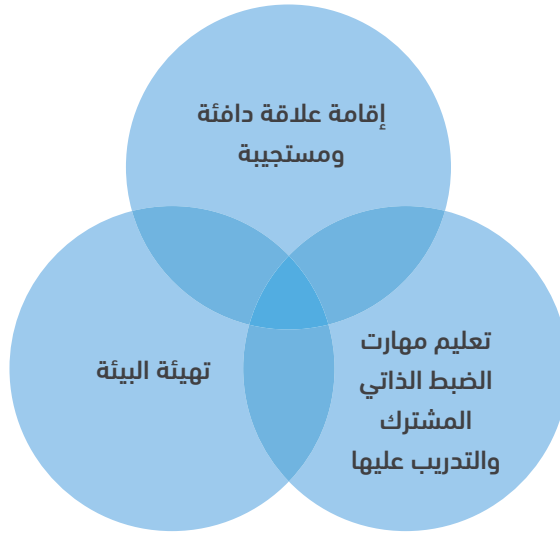 إقامة علاقة دافئة
ومستجيبة
تهيئة البيئة
تعليم مهارت
الضبط الذاتي
المشترك
والتدريب عليها